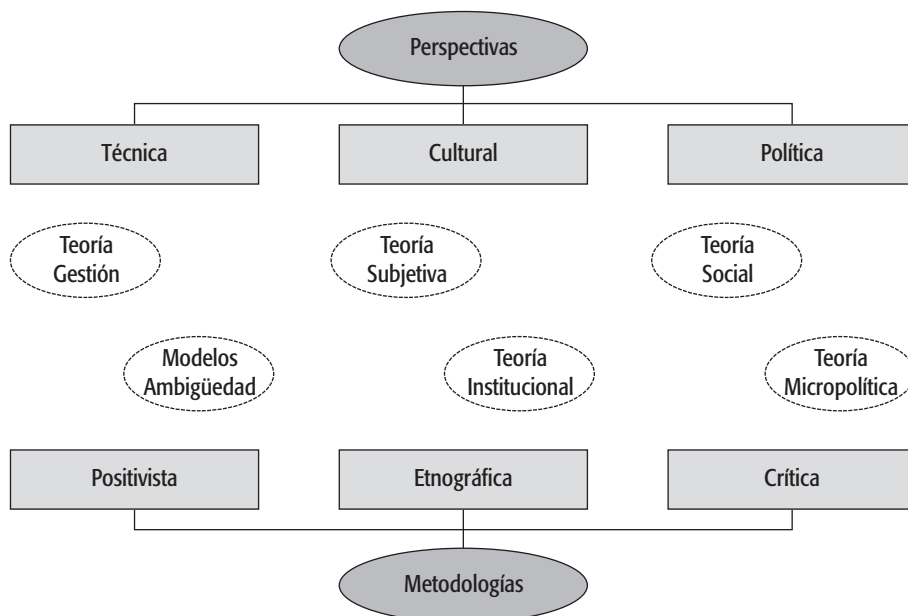 Perspectivas
Técnica
Cultural
Política
Teoría
Gestión
Teoría
Subjetiva
Teoría
Social
Modelos
Ambigüedad
Teoría
Institucional
Teoría
Micropolítica
Positivista
Etnográfica
Crítica
Metodologías